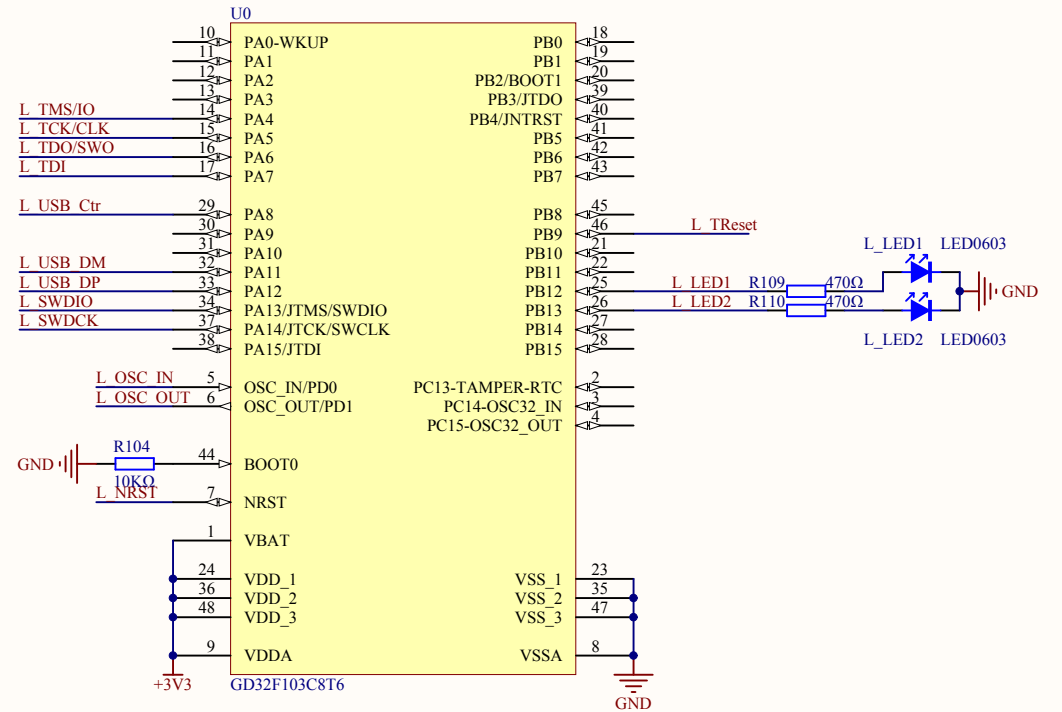 U0
10 PA0-WKUP PB0 18
11 PA1 PB1 19
12 PA2 PB2/BOOT1 20
13 PA3 PB3/JTDO 39
L_TMS/IO 14 PA4 PB4/JNTRST 40
L_TCK/CLK 15 PA5 PB5 41
L_TDO/SWO 16 PA6 PB6 42
L_TDI 17 PA7 PB7 43
L_USB_Ctr 29 PA8 PB8 45
30 PA9 PB9 46 L_TReset
31 PA10 PB10 21
L_LED1 LED0603
L_USB_DM 32 PA11 PB11 22
L_USB_DP 33 PA12 PB12 25 L_LED1 R109 470Ω GND
L_SWDIO 34 PA13/JTMS/SWDIO PB13 26 L_LED2 R110 470Ω
L_SWDCK 37 PA14/JTCK/SWCLK PB14 27
L_LED2 LED0603
38 PA15/JTDI PB15 28
L_OSC_IN 5 OSC_IN/PD0 PC13-TAMPER-RTC 2
L_OSC_OUT 6 OSC_OUT/PD1 PC14-OSC32_IN 3
PC15-OSC32_OUT 4
R104
GND 44 BOOT0
10KΩ
L_NRST 7 NRST
1 VBAT
24 VDD_1 VSS_1 23
36 VDD_2 VSS_2 35
48 VDD_3 VSS_3 47
9 VDDA VSSA 8
+3V3 GD32F103C8T6
GND